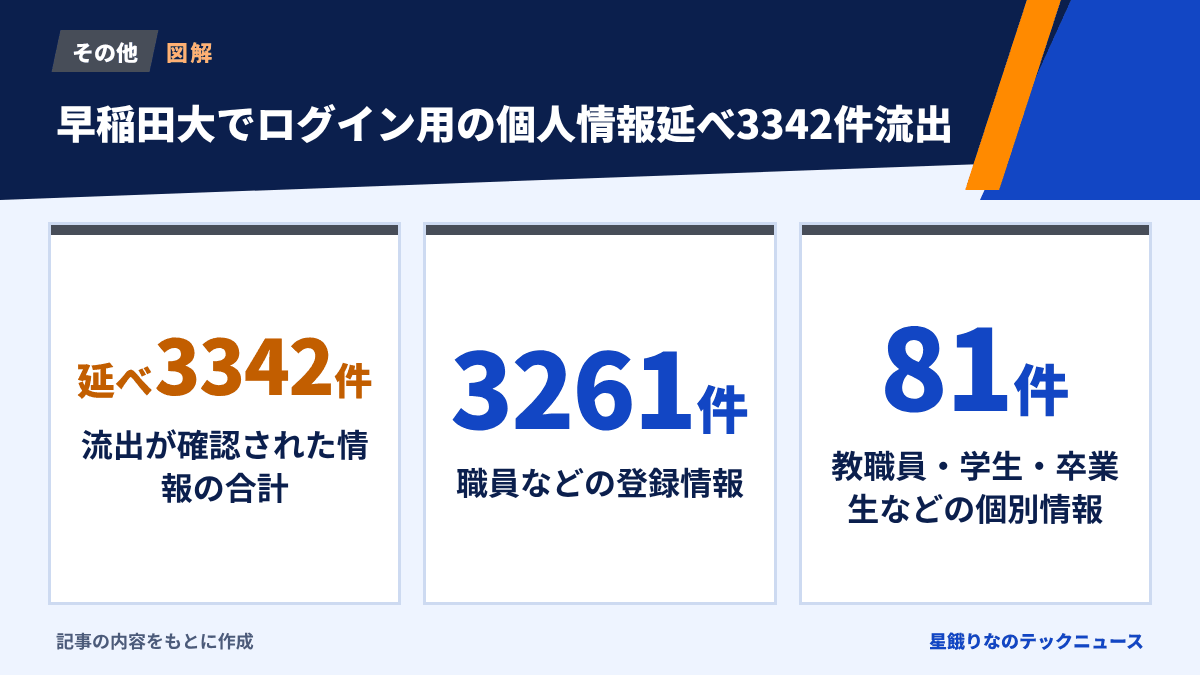 その他 図解
早稲田大でログイン用の個人情報延べ3342件流出
延べ3342件
流出が確認された情
報の合計
3261件
職員などの登録情報
81件
教職員・学生・卒業
生などの個別情報
記事の内容をもとに作成
星餓りなのテックニュース